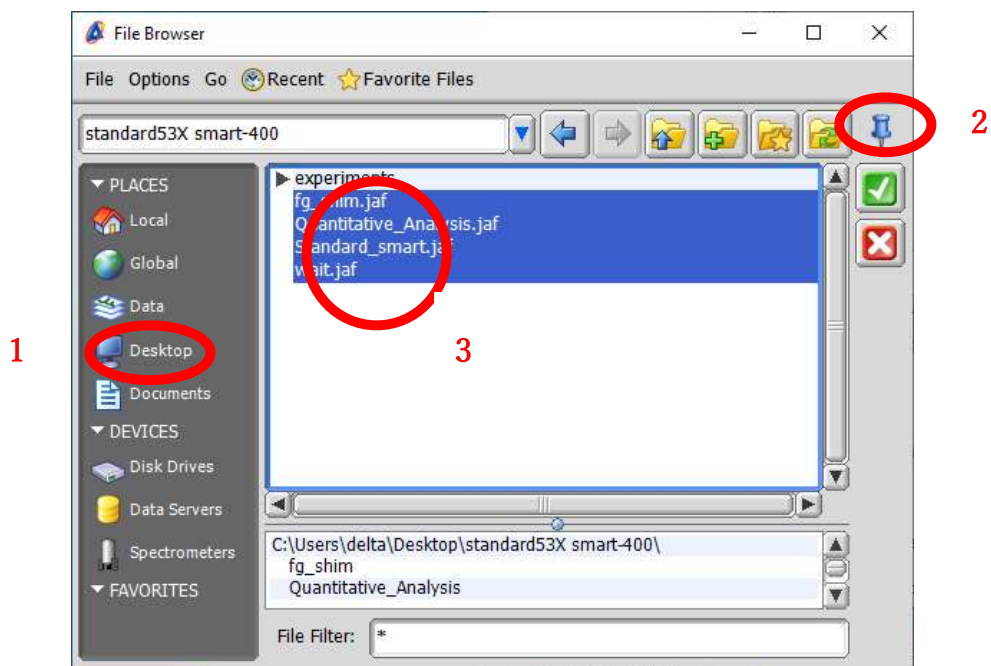 File Browser
File Options Go Recent Favorite Files
2
standard53X smart-400
PLACES
Local
Global
Data
1
Desktop
Documents
DEVICES
Disk Drives
Data Servers
Spectrometers
FAVORITES
experiments
fg_shim.jaf
Quantitative_Analysis.jaf
Standard_smart.jaf
wait.jaf
3
C:\Users\delta\Desktop\standard53X smart-400\
fg_shim
Quantitative_Analysis
File Filter: *